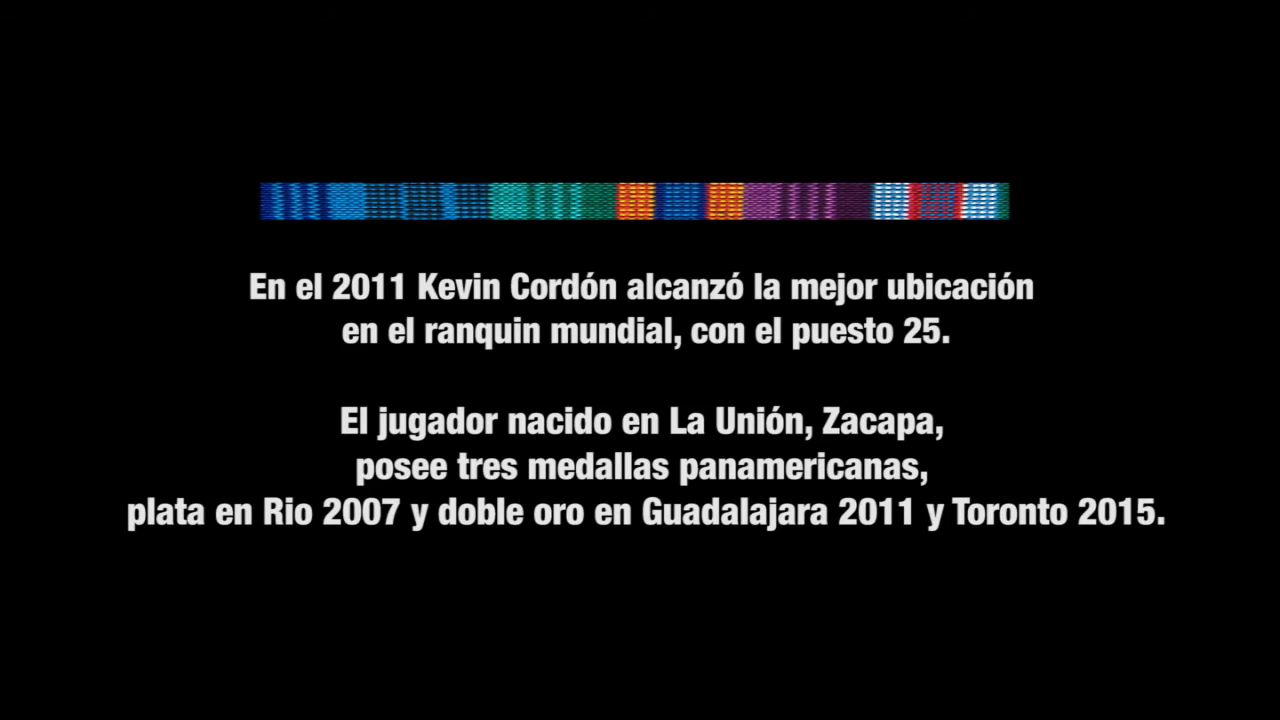 En el 2011 Kevin Cordón alcanzó la mejor ubicación
en el ranquin mundial, con el puesto 25.
El jugador nacido en La Unión, Zacapa,
posee tres medallas panamericanas,
plata en Rio 2007 y doble oro en Guadalajara 2011 y Toronto 2015.